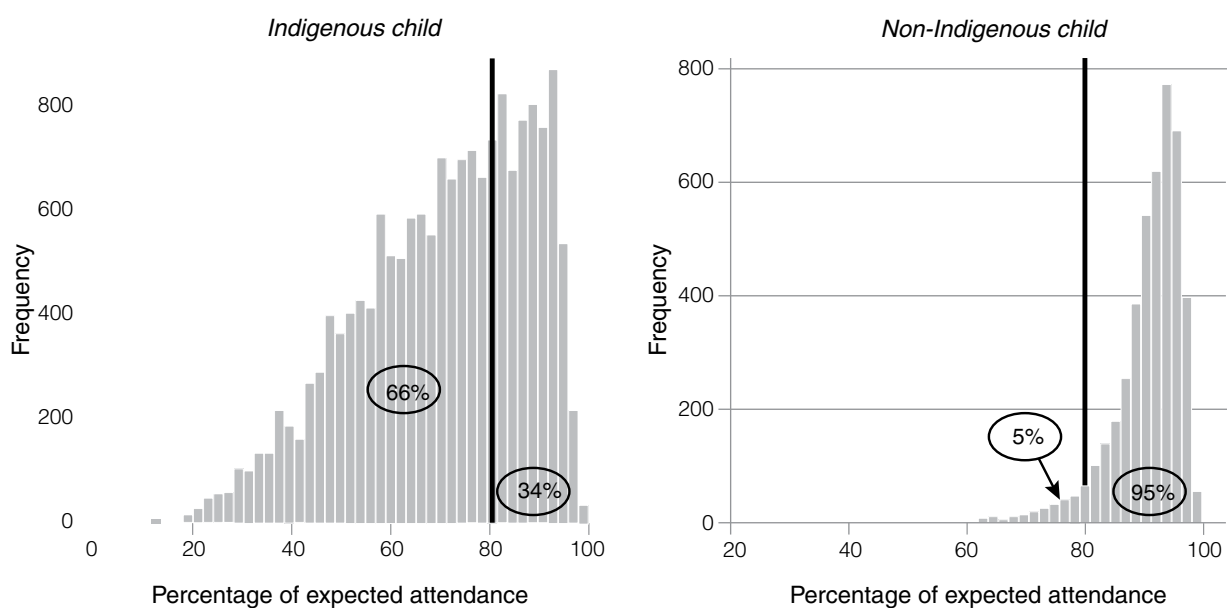 Indigenous child
Frequency
800
600
400
200
0
66%
34%
0 20 40 60 80 100
Percentage of expected attendance
Non-Indigenous child
Frequency
800
600
400
200
0
5%
95%
20 40 60 80 100
Percentage of expected attendance